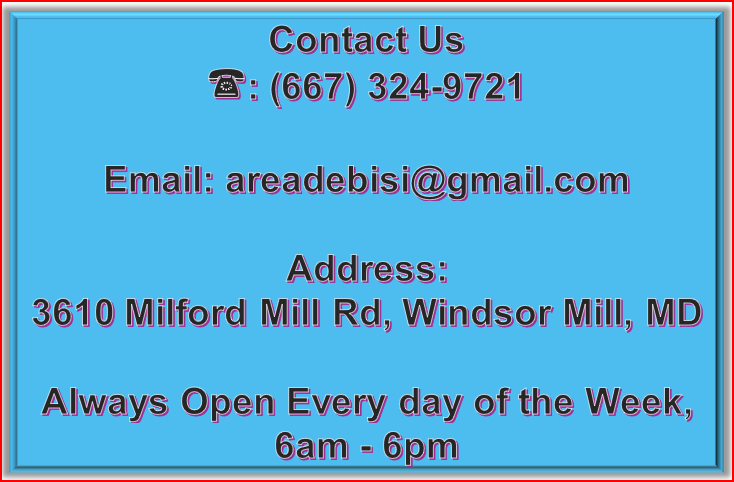 Contact Us
☎: (667) 324-9721
Email: areadebisi@gmail.com
Address:
3610 Milford Mill Rd, Windsor Mill, MD
Always Open Every day of the Week,
6am - 6pm